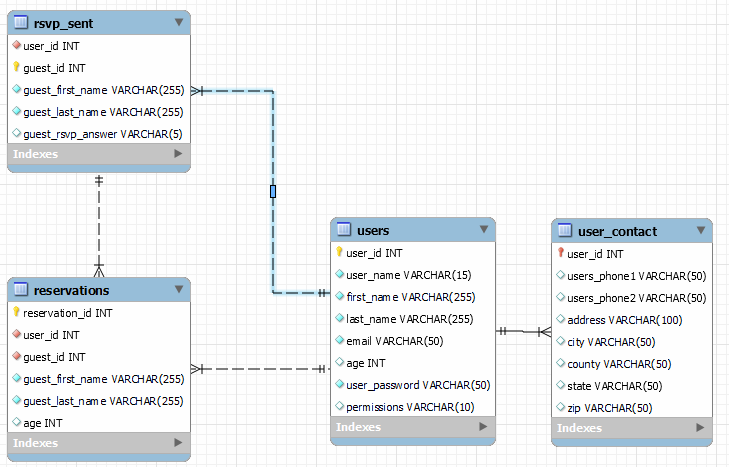 rsvp_sent
user_id INT
guest_id INT
guest_first_name VARCHAR(255)
guest_last_name VARCHAR(255)
guest_rsvp_answer VARCHAR(5)
Indexes
reservations
reservation_id INT
user_id INT
guest_id INT
guest_first_name VARCHAR(255)
guest_last_name VARCHAR(255)
age INT
Indexes
users
user_id INT
user_name VARCHAR(15)
first_name VARCHAR(255)
last_name VARCHAR(255)
email VARCHAR(50)
age INT
user_password VARCHAR(50)
permissions VARCHAR(10)
Indexes
user_contact
user_id INT
users_phone1 VARCHAR(50)
users_phone2 VARCHAR(50)
address VARCHAR(100)
city VARCHAR(50)
county VARCHAR(50)
state VARCHAR(50)
zip VARCHAR(50)
Indexes